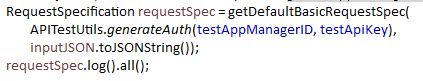 RequestSpecification requestSpec = getDefaultBasicRequestSpec(
APITestUtils.generateAuth(testAppManagerID, testApiKey),
inputJSON.toJSONString());
requestSpec.log().all();